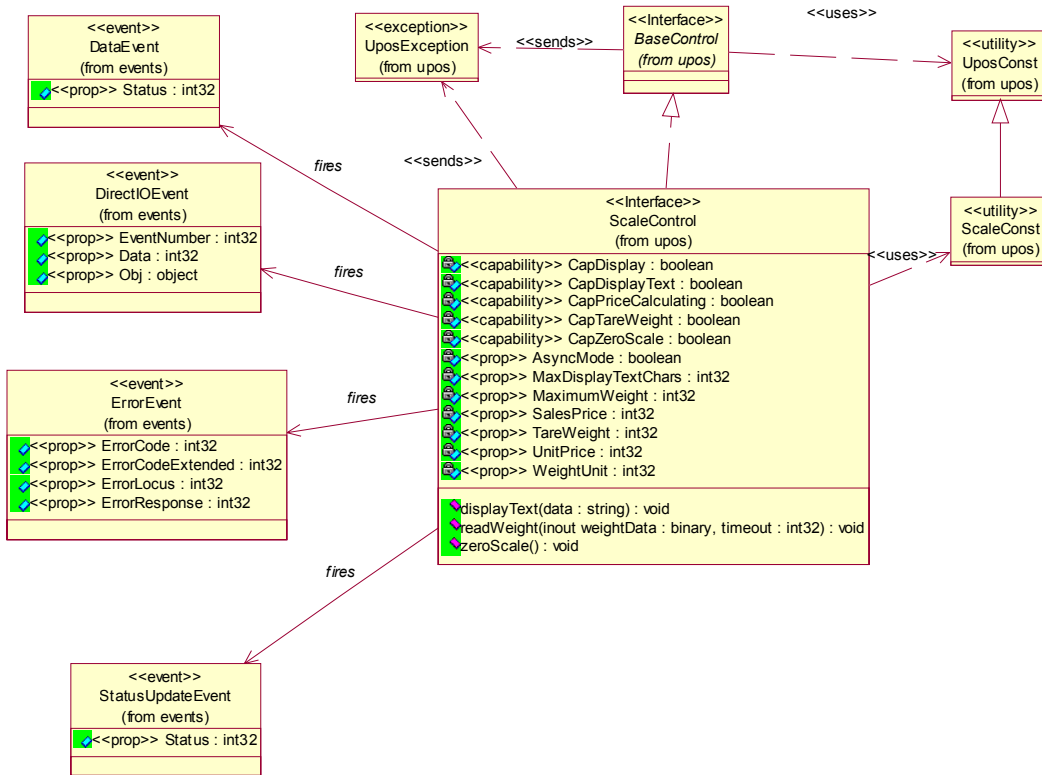 <<event>>
DataEvent
(from events)
<<prop>> Status : int32
<<exception>>
UposException
(from upos)
<<sends>>
<<Interface>>
BaseControl
(from upos)
<<uses>>
<<utility>>
UposConst
(from upos)
<<sends>>
fires
<<event>>
DirectIOEvent
(from events)
<<prop>> EventNumber : int32
<<prop>> Data : int32
<<prop>> Obj : object
fires
<<Interface>>
ScaleControl
(from upos)
<<capability>> CapDisplay : boolean
<<capability>> CapDisplayText : boolean
<<capability>> CapPriceCalculating : boolean
<<capability>> CapTareWeight : boolean
<<capability>> CapZeroScale : boolean
<<prop>> AsyncMode : boolean
<<prop>> MaxDisplayTextChars : int32
<<prop>> MaximumWeight : int32
<<prop>> SalesPrice : int32
<<prop>> TareWeight : int32
<<prop>> UnitPrice : int32
<<prop>> WeightUnit : int32
displayText(data : string) : void
readWeight(inout weightData : binary, timeout : int32) : void
zeroScale() : void
<<uses>>
<<utility>>
ScaleConst
(from upos)
<<event>>
ErrorEvent
(from events)
<<prop>> ErrorCode : int32
<<prop>> ErrorCodeExtended : int32
<<prop>> ErrorLocus : int32
<<prop>> ErrorResponse : int32
fires
fires
<<event>>
StatusUpdateEvent
(from events)
<<prop>> Status : int32